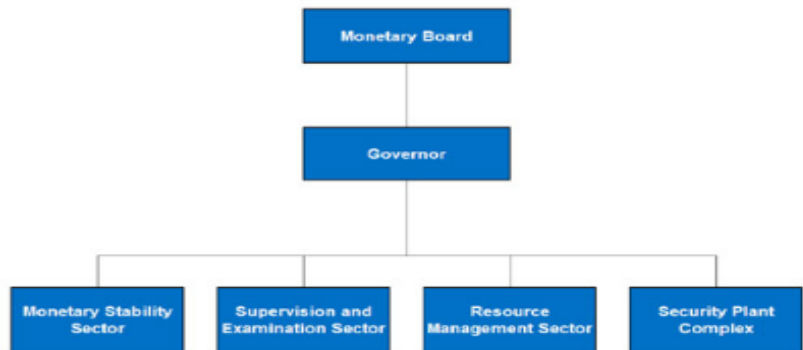 Monetary Board
Governor
Monetary Stability
Sector
Supervision and
Examination Sector
Resource
Management Sector
Security Plant
Complex